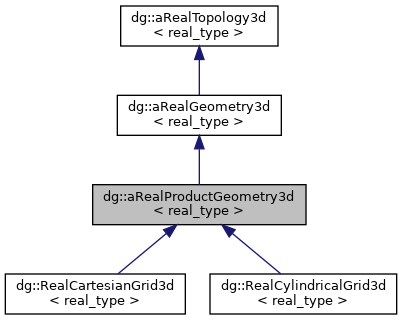 dg::aRealTopology3d
< real_type >
dg::aRealGeometry3d
< real_type >
dg::aRealProductGeometry3d
< real_type >
dg::RealCartesianGrid3d
< real_type >
dg::RealCylindricalGrid3d
< real_type >